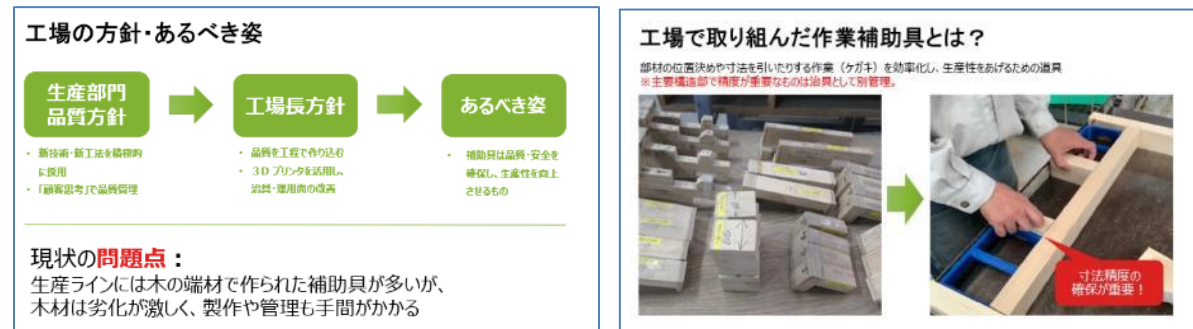 工場の方針・あるべき姿
生産部門
品質方針
工場長方針
あるべき姿
・ 新技術・新工法を積極的
に採用
・ 「顧客思考」で品質管理
・ 品質を工程で作り込む
・ 3Dプリンタを活用し、
治具・運用面の改善
・ 補助具は品質・安全を
確保し、生産性を向上
させるもの
現状の問題点：
生産ラインには木の端材で作られた補助具が多いが、
木材は劣化が激しく、製作や管理も手間がかかる
工場で取り組んだ作業補助具とは？
部材の位置決めや寸法を引いたりする作業（ケガキ）を効率化し、生産性をあげるための道具
※主要構造部で精度が重要なものは治具として別管理。
寸法精度の
確保が重要！